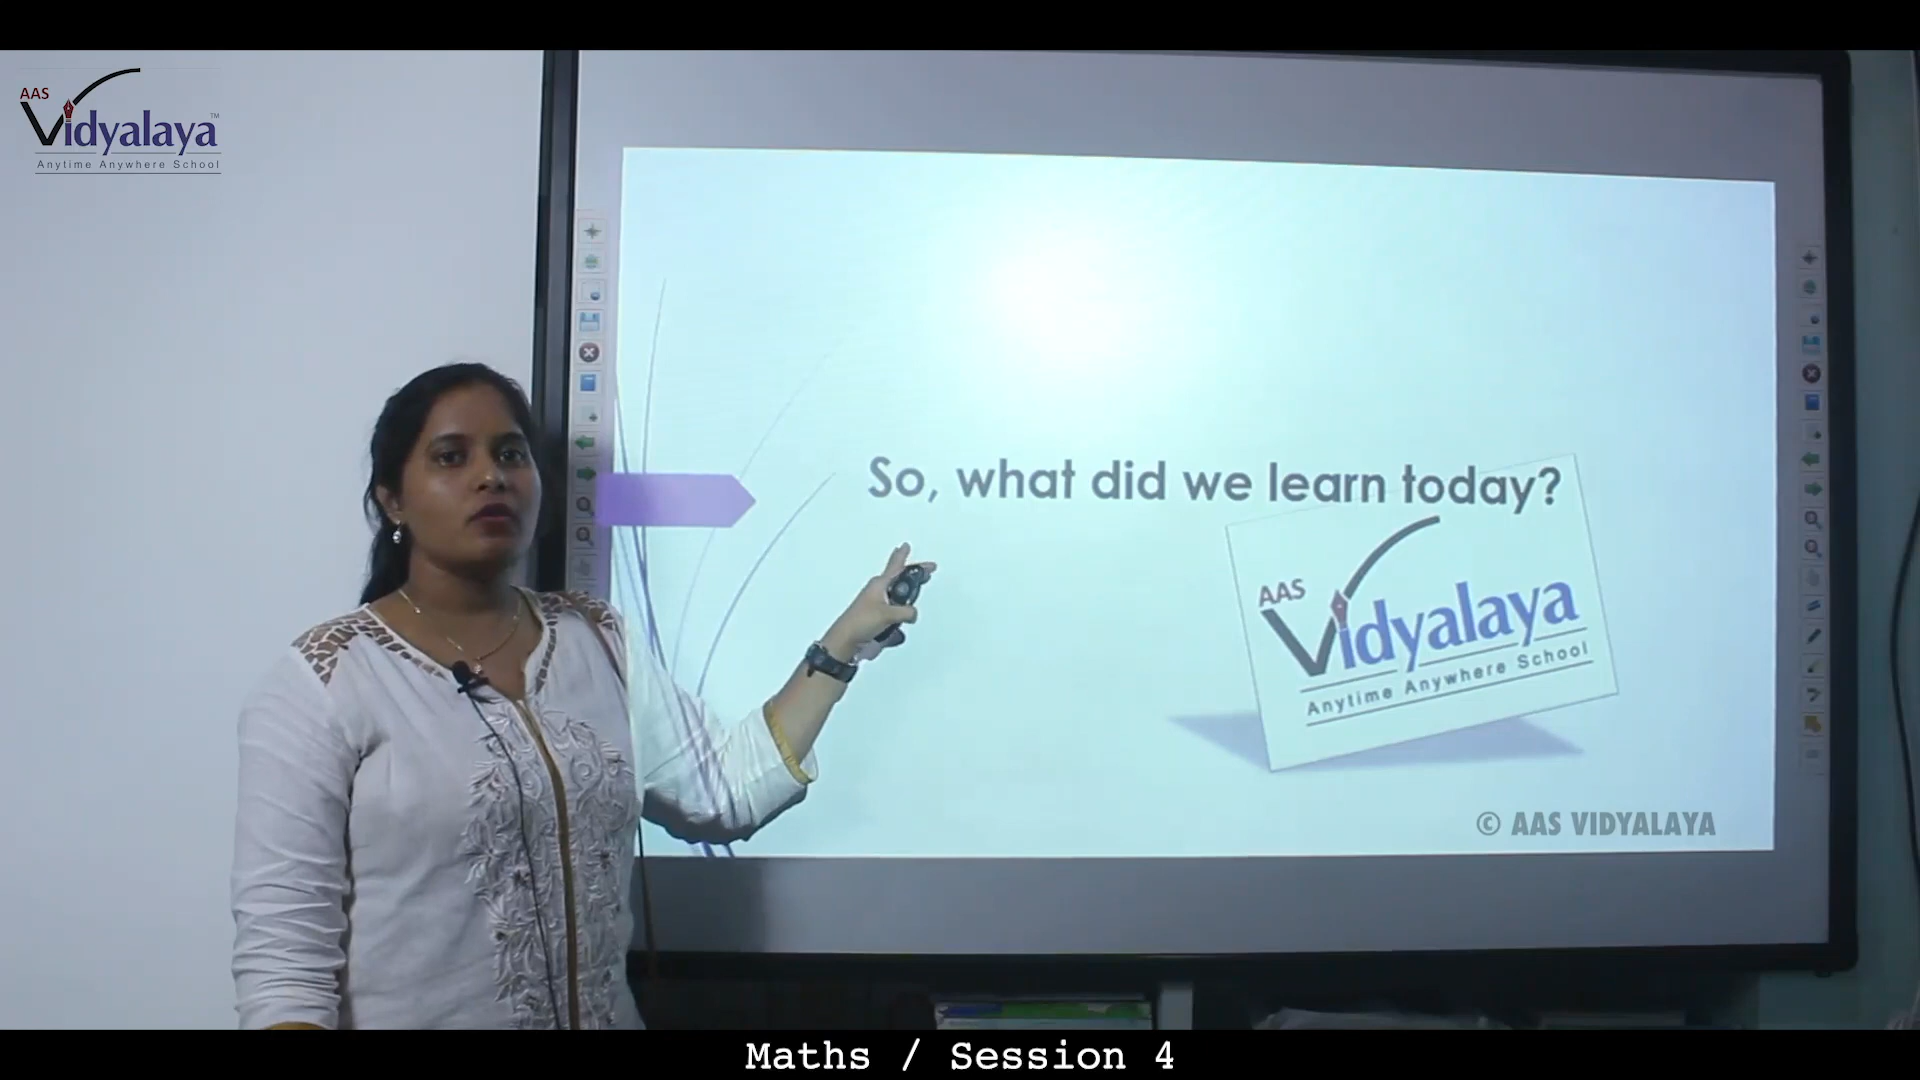 AAS
Vidyalaya™
Anytime Anywhere School
So, what did we learn today?
AAS
Vidyalaya
Anytime Anywhere School
© AAS VIDYALAYA
Maths / Session 4